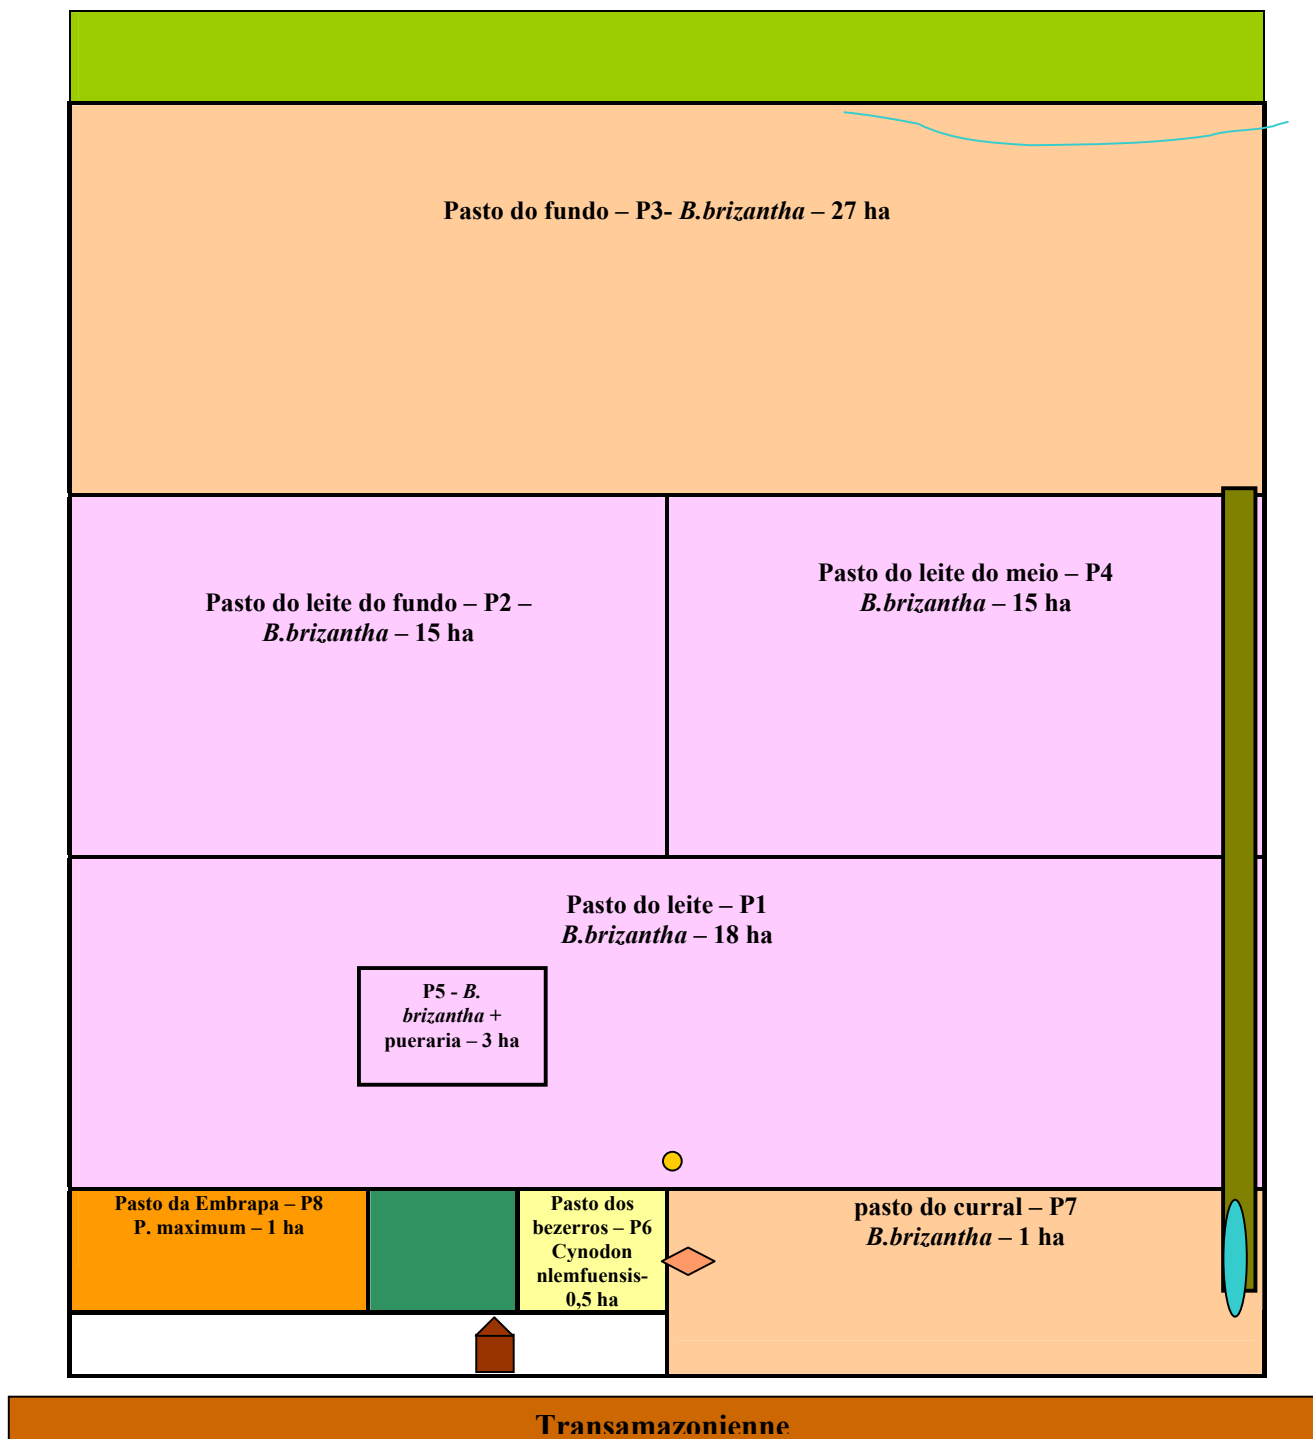 Pasto do fundo – P3- B.brizantha – 27 ha
Pasto do leite do fundo – P2 –
B.brizantha – 15 ha
Pasto do leite do meio – P4
B.brizantha – 15 ha
Pasto do leite – P1
B.brizantha – 18 ha
P5 - B.
brizantha +
pueraria – 3 ha
Pasto da Embrapa – P8
P. maximum – 1 ha
Pasto dos
bezerros – P6
Cynodon
nlemfuensis-
0,5 ha
pasto do curral – P7
B.brizantha – 1 ha
Transamazonienne